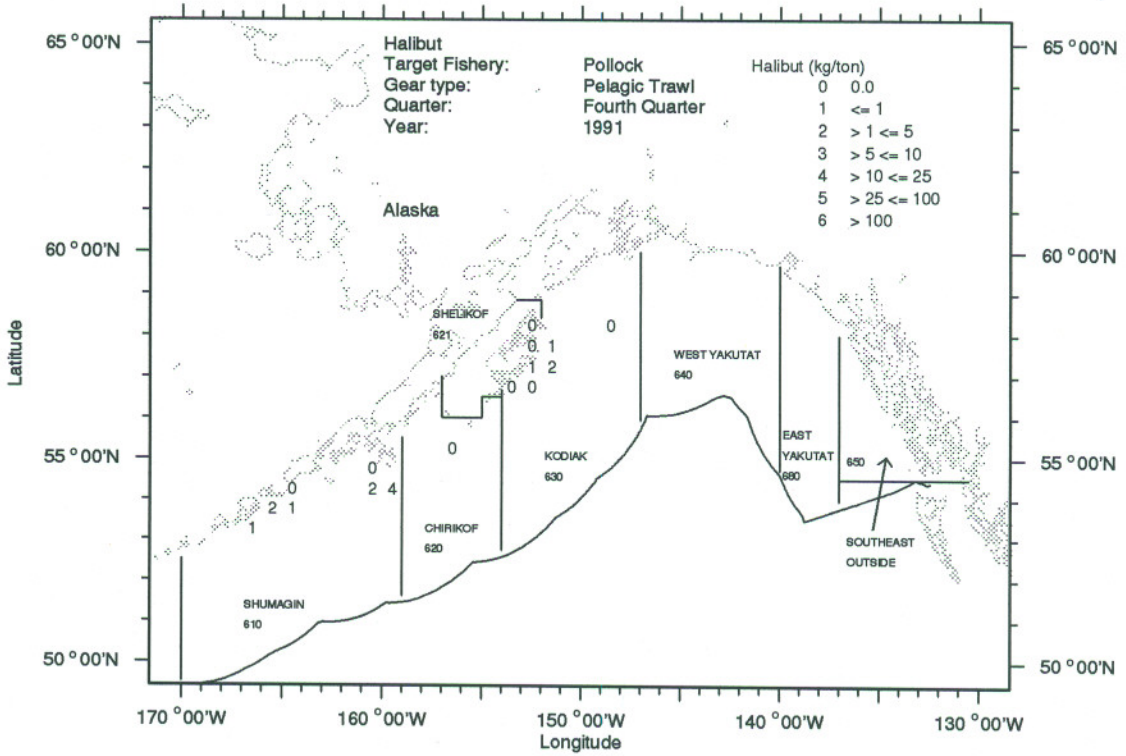 65 °00'N
65 °00'N
Halibut
Target Fishery: Pollock
Gear type: Pelagic Trawl
Quarter: Fourth Quarter
Year: 1991
Halibut (kg/ton)
0 0.0
1 <= 1
2 > 1 <= 5
3 > 5 <= 10
4 > 10 <= 25
5 > 25 <= 100
6 > 100
Alaska
60 °00'N
60 °00'N
SHELIKOF
621
0
0
0 1
1 2
0 0
WEST YAKUTAT
640
Latitude
55 °00'N
55 °00'N
0
0
2 4
0
2 1
1
KODIAK
630
EAST
YAKUTAT
680
650
CHIRIKOF
620
SOUTHEAST
OUTSIDE
SHUMAGIN
610
50 °00'N
50 °00'N
170 °00'W
160 °00'W
150 °00'W
140 °00'W
130 °00'W
Longitude